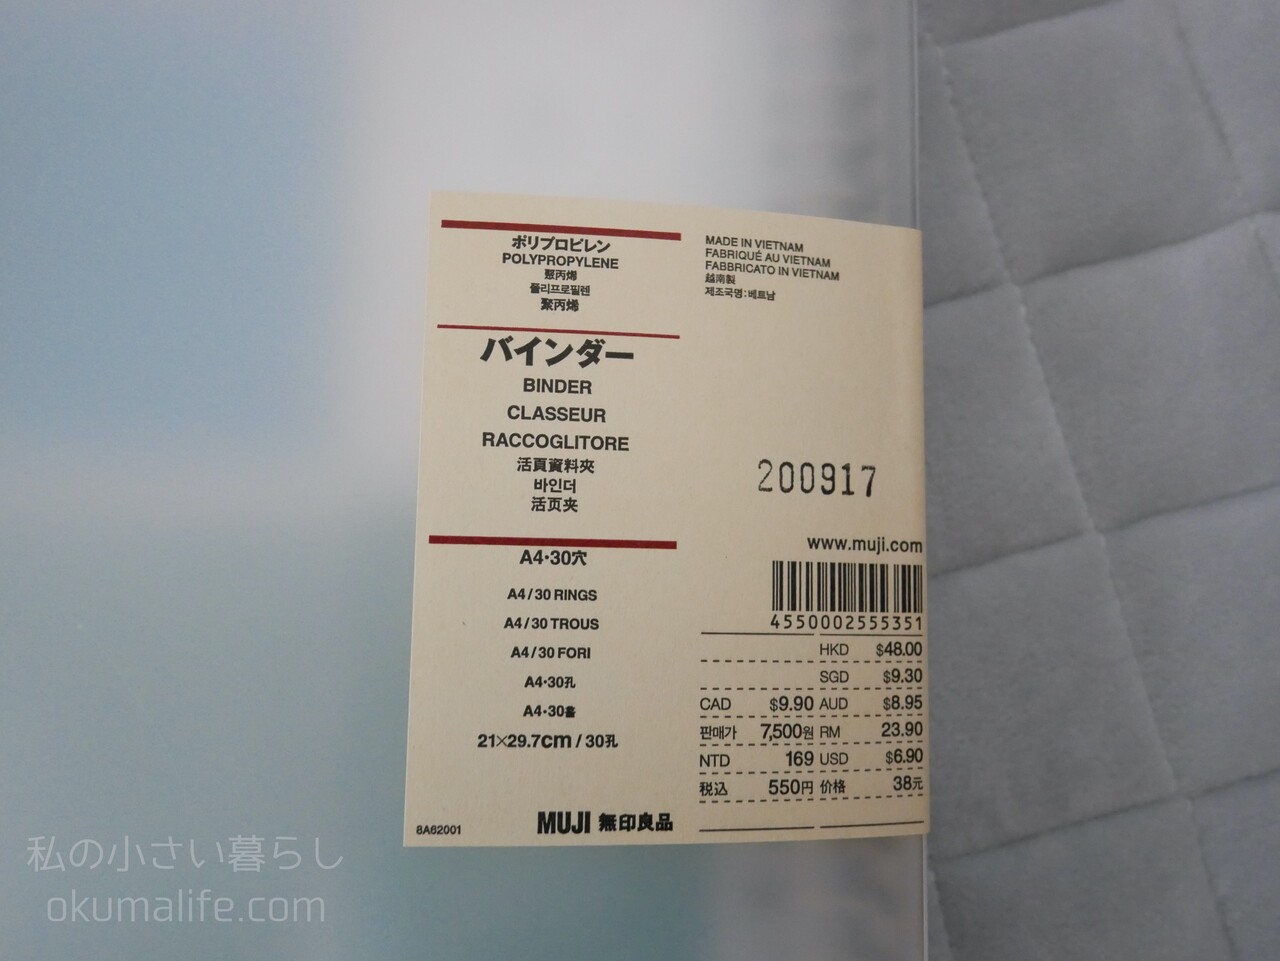 ポリプロピレン
POLYPROPYLENE
聚丙烯
폴리프로필렌
聚丙烯
バインダー
BINDER
CLASSEUR
RACCOGLITORE
活頁資料夾
바인더
活页夹
A4・30穴
A4/30 RINGS
A4/30 TROUS
A4/30 FORI
A4・30孔
A4・30홀
21×29.7cm / 30孔
8A62001
MUJI 無印良品
MADE IN VIETNAM
FABRIQUÉ AU VIETNAM
FABBRICATO IN VIETNAM
越南製
제조국명:베트남
200917
www.muji.com
4550002555351
HKD $48.00
SGD $9.30
CAD $9.90 AUD $8.95
판매가 7,500원 RM 23.90
NTD 169 USD $6.90
税込 550円 价格 38元
私の小さい暮らし
okumalife.com